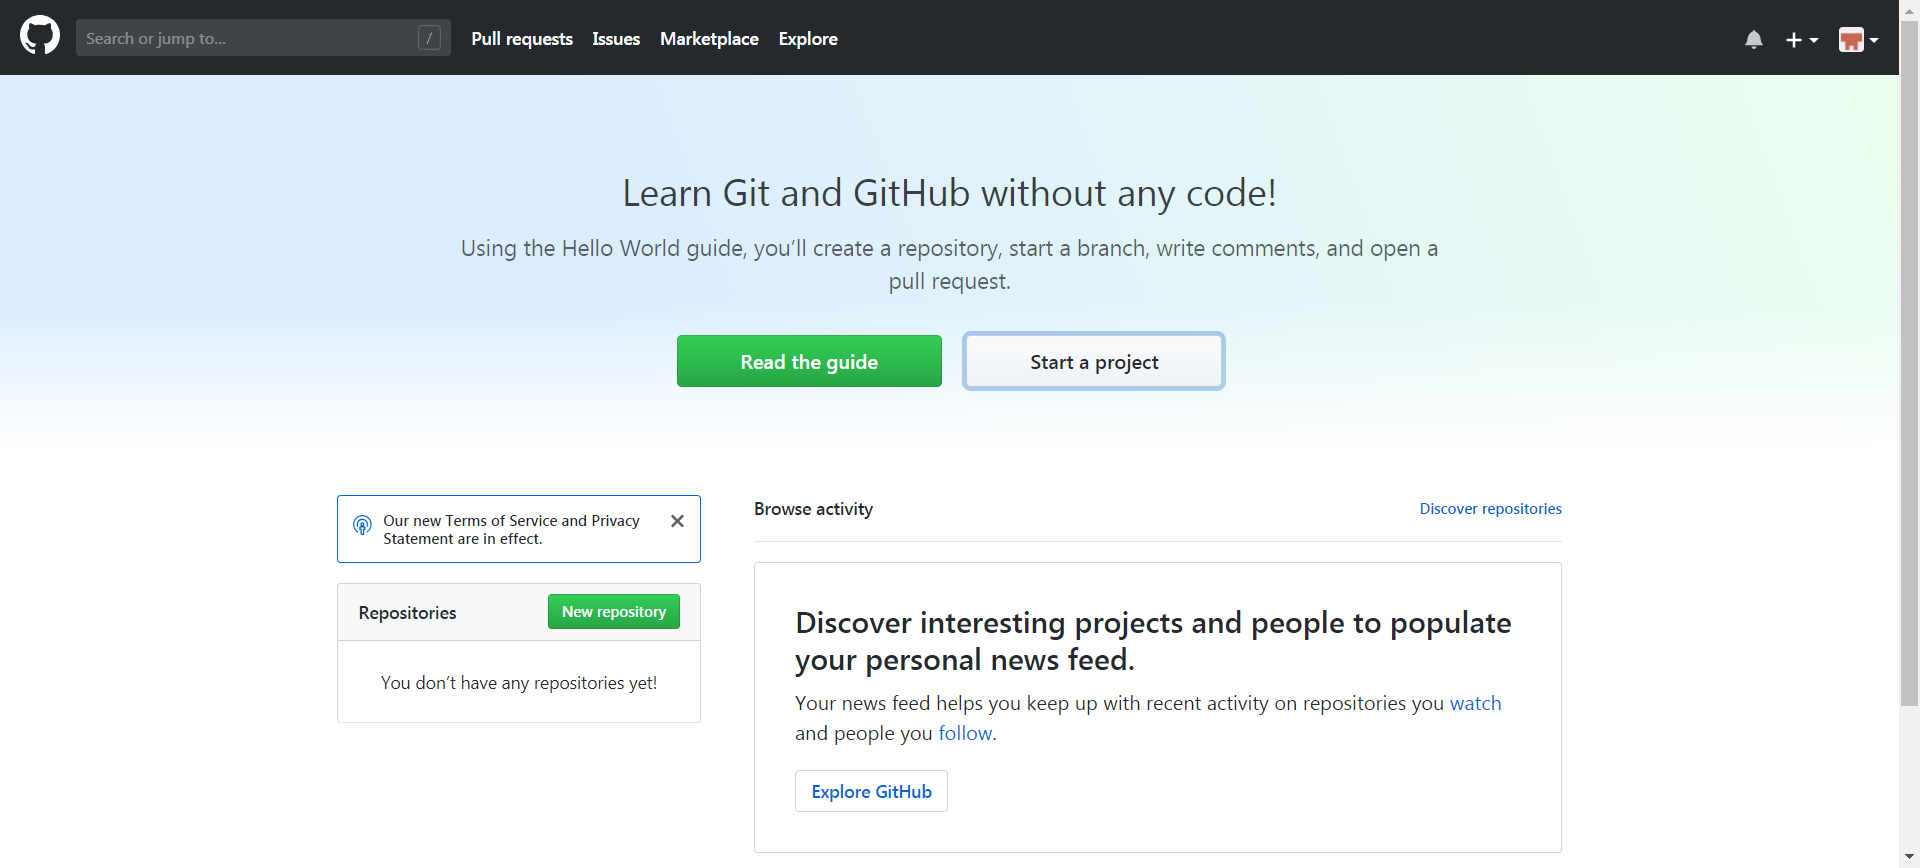 Search or jump to...
/
Pull requests
Issues
Marketplace
Explore
Learn Git and GitHub without any code!
Using the Hello World guide, you’ll create a repository, start a branch, write comments, and open a
pull request.
Read the guide
Start a project
Our new Terms of Service and Privacy
Statement are in effect.
Repositories
New repository
You don’t have any repositories yet!
Browse activity
Discover repositories
Discover interesting projects and people to populate
your personal news feed.
Your news feed helps you keep up with recent activity on repositories you watch
and people you follow.
Explore GitHub